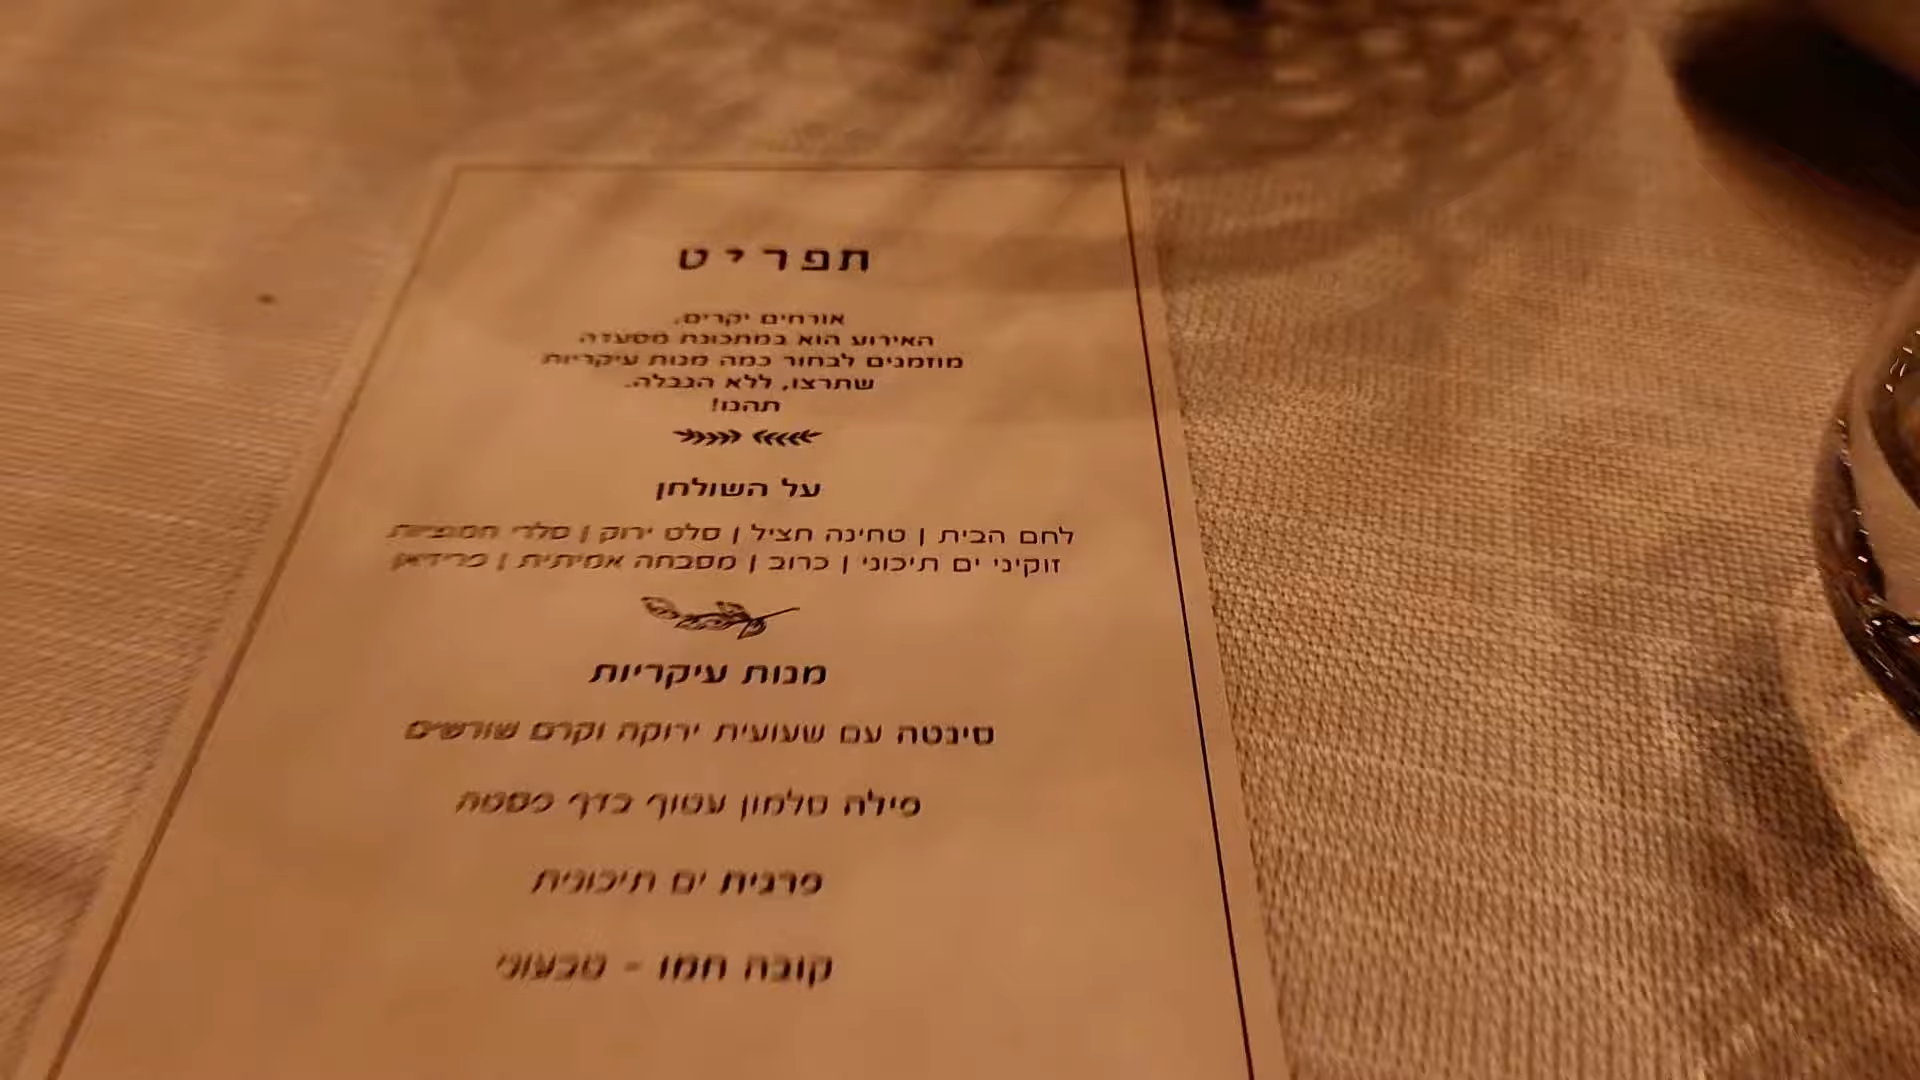 תפריט
אורחים יקרים,
האירוע הוא במתכונת מסעדה
מוזמנים לבחור כמה מנות עיקריות
שתרצו, ללא הגבלה.
תהנו!
על השולחן
לחם הבית | טחינה חציל | סלט ירוק | סלרי חמוציות
זוקיני ים תיכוני | כרוב | מסבחה אמיתית |
מנות עיקריות
סינטה עם שעועית ירוקה וקרם שורשים
פילה סלמון עטוף בדף פסטה
פרגית ים תיכונית
קובה חמו - טבעוני